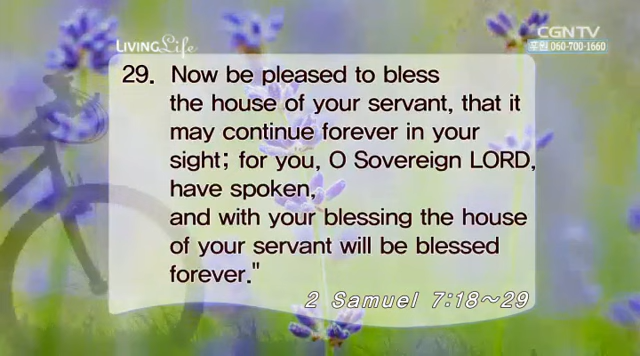 LIVING Life
CGNTV
후원 060-700-1660
29. Now be pleased to bless
the house of your servant, that it
may continue forever in your
sight; for you, O Sovereign LORD,
have spoken,
and with your blessing the house
of your servant will be blessed
forever."
2 Samuel 7:18~29